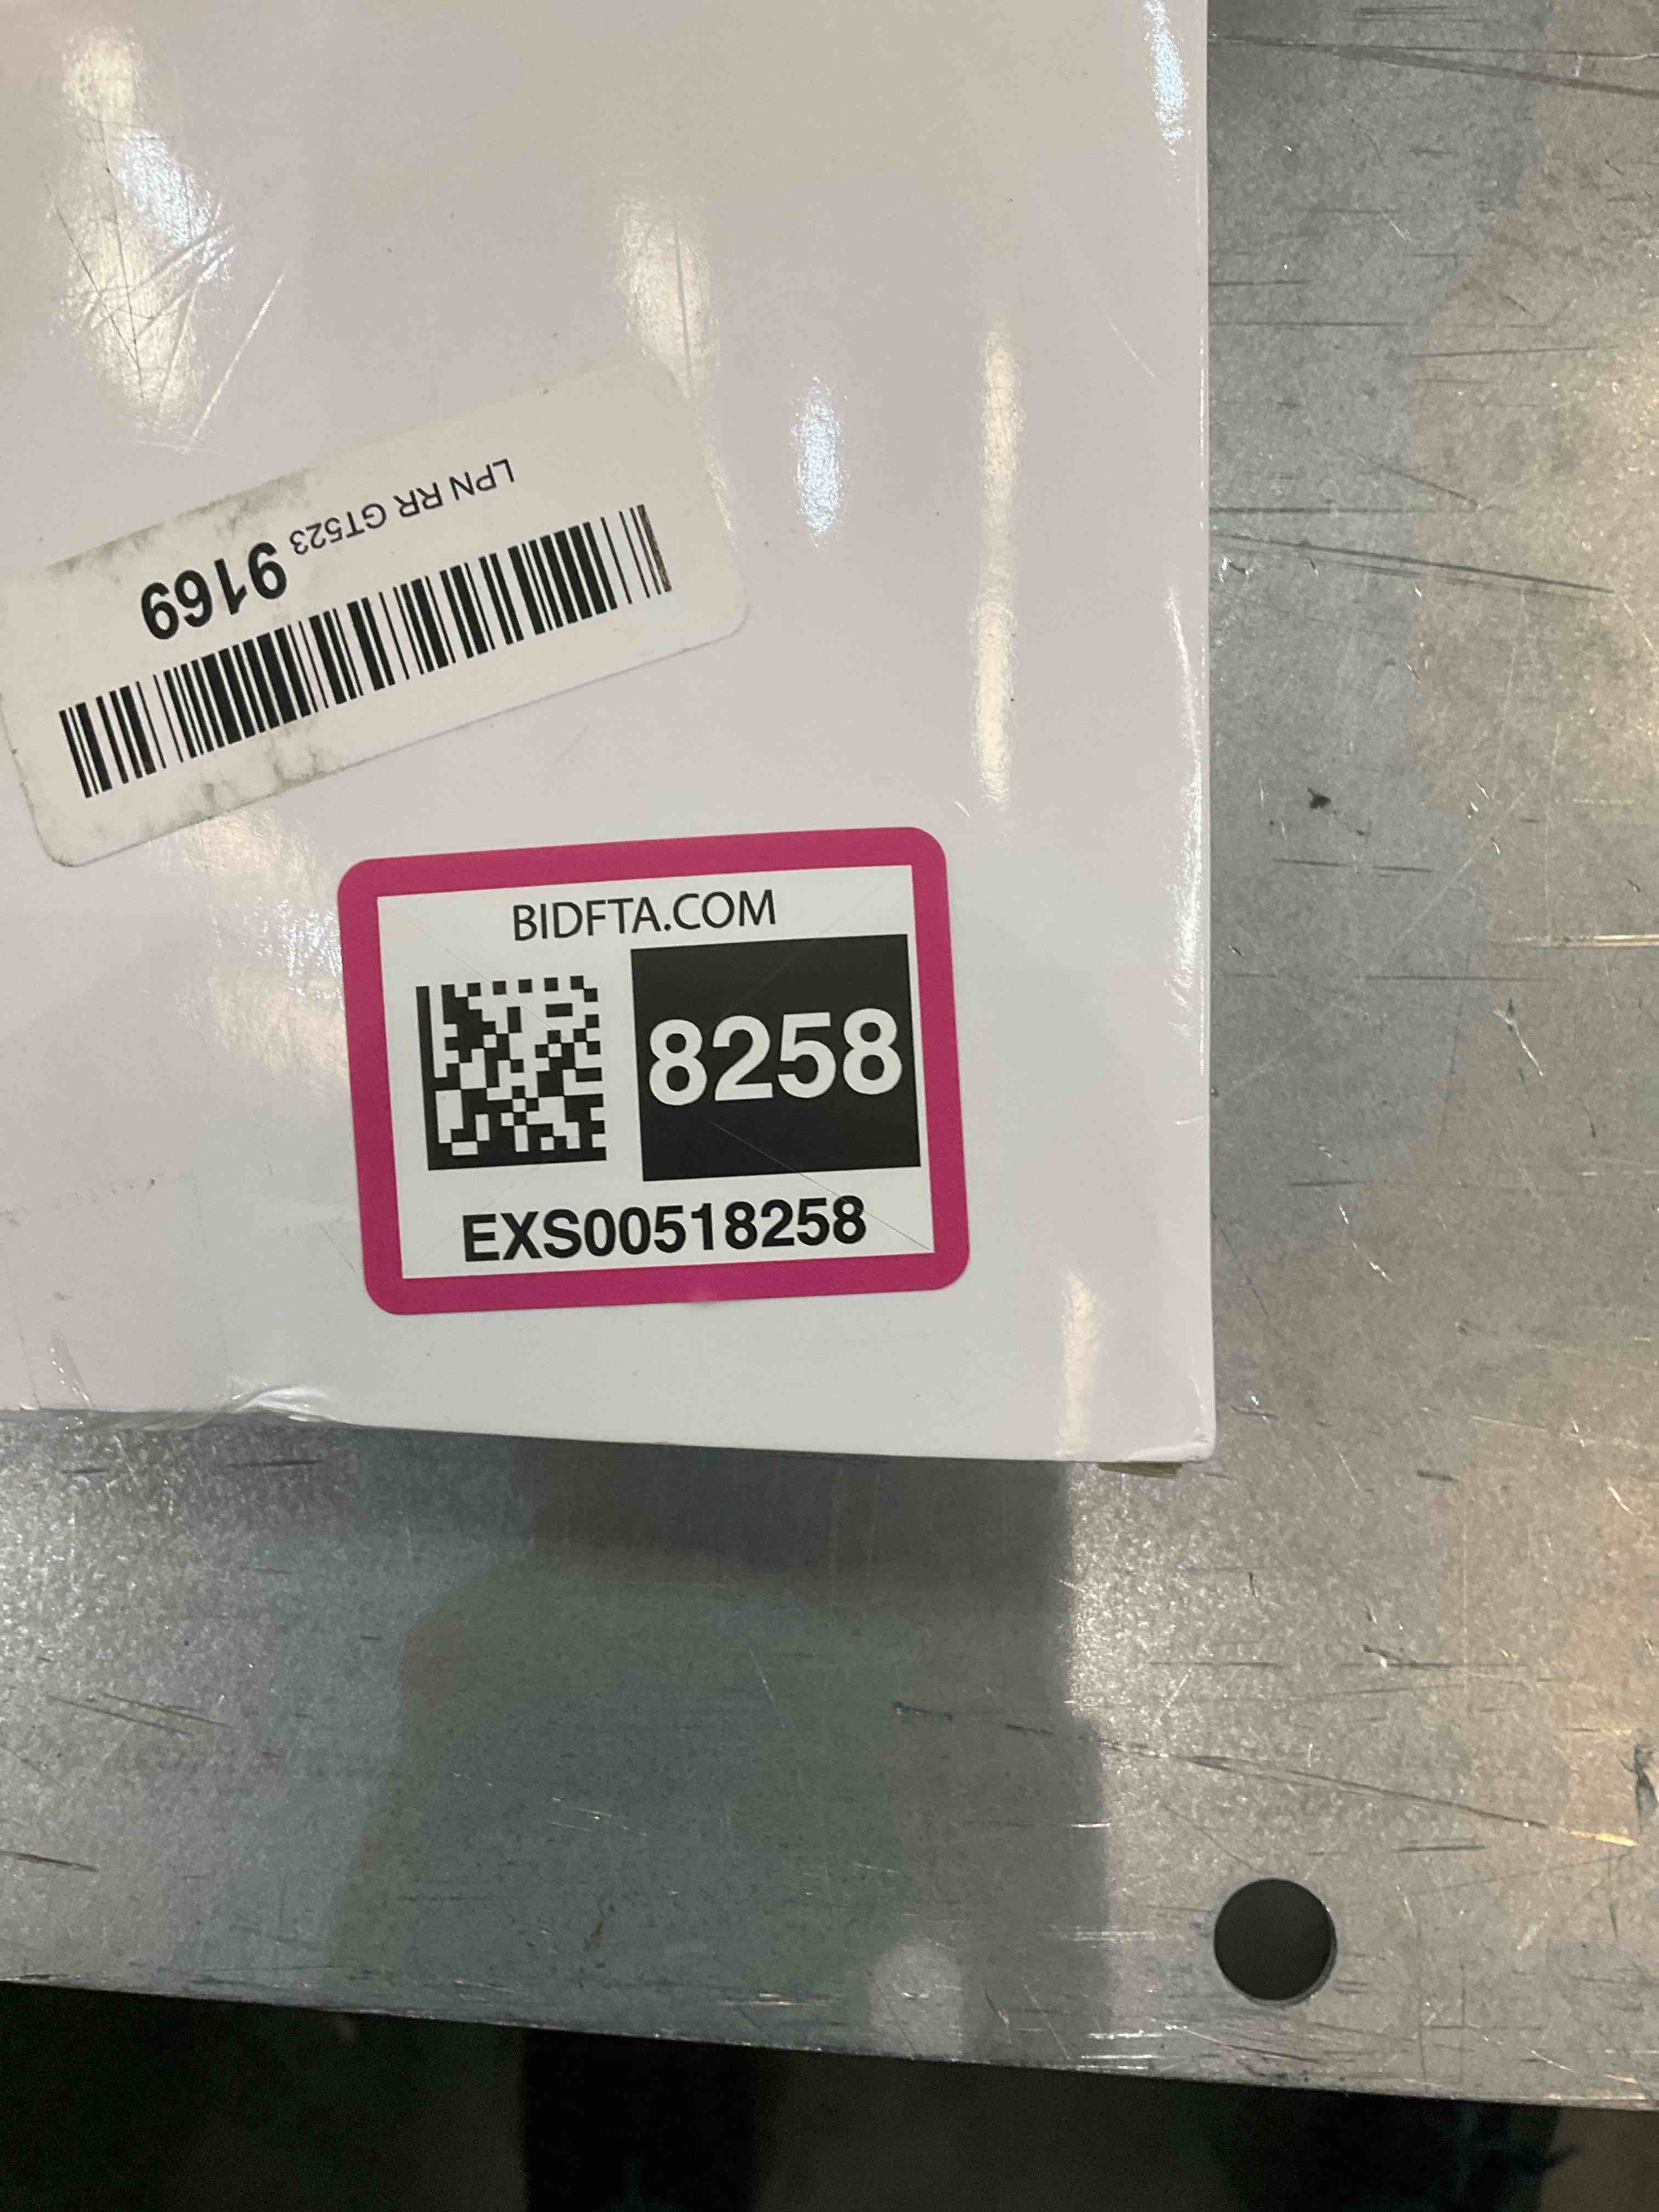 LPN RR GT523 9169
BIDFTA.COM
8258
EXS00518258